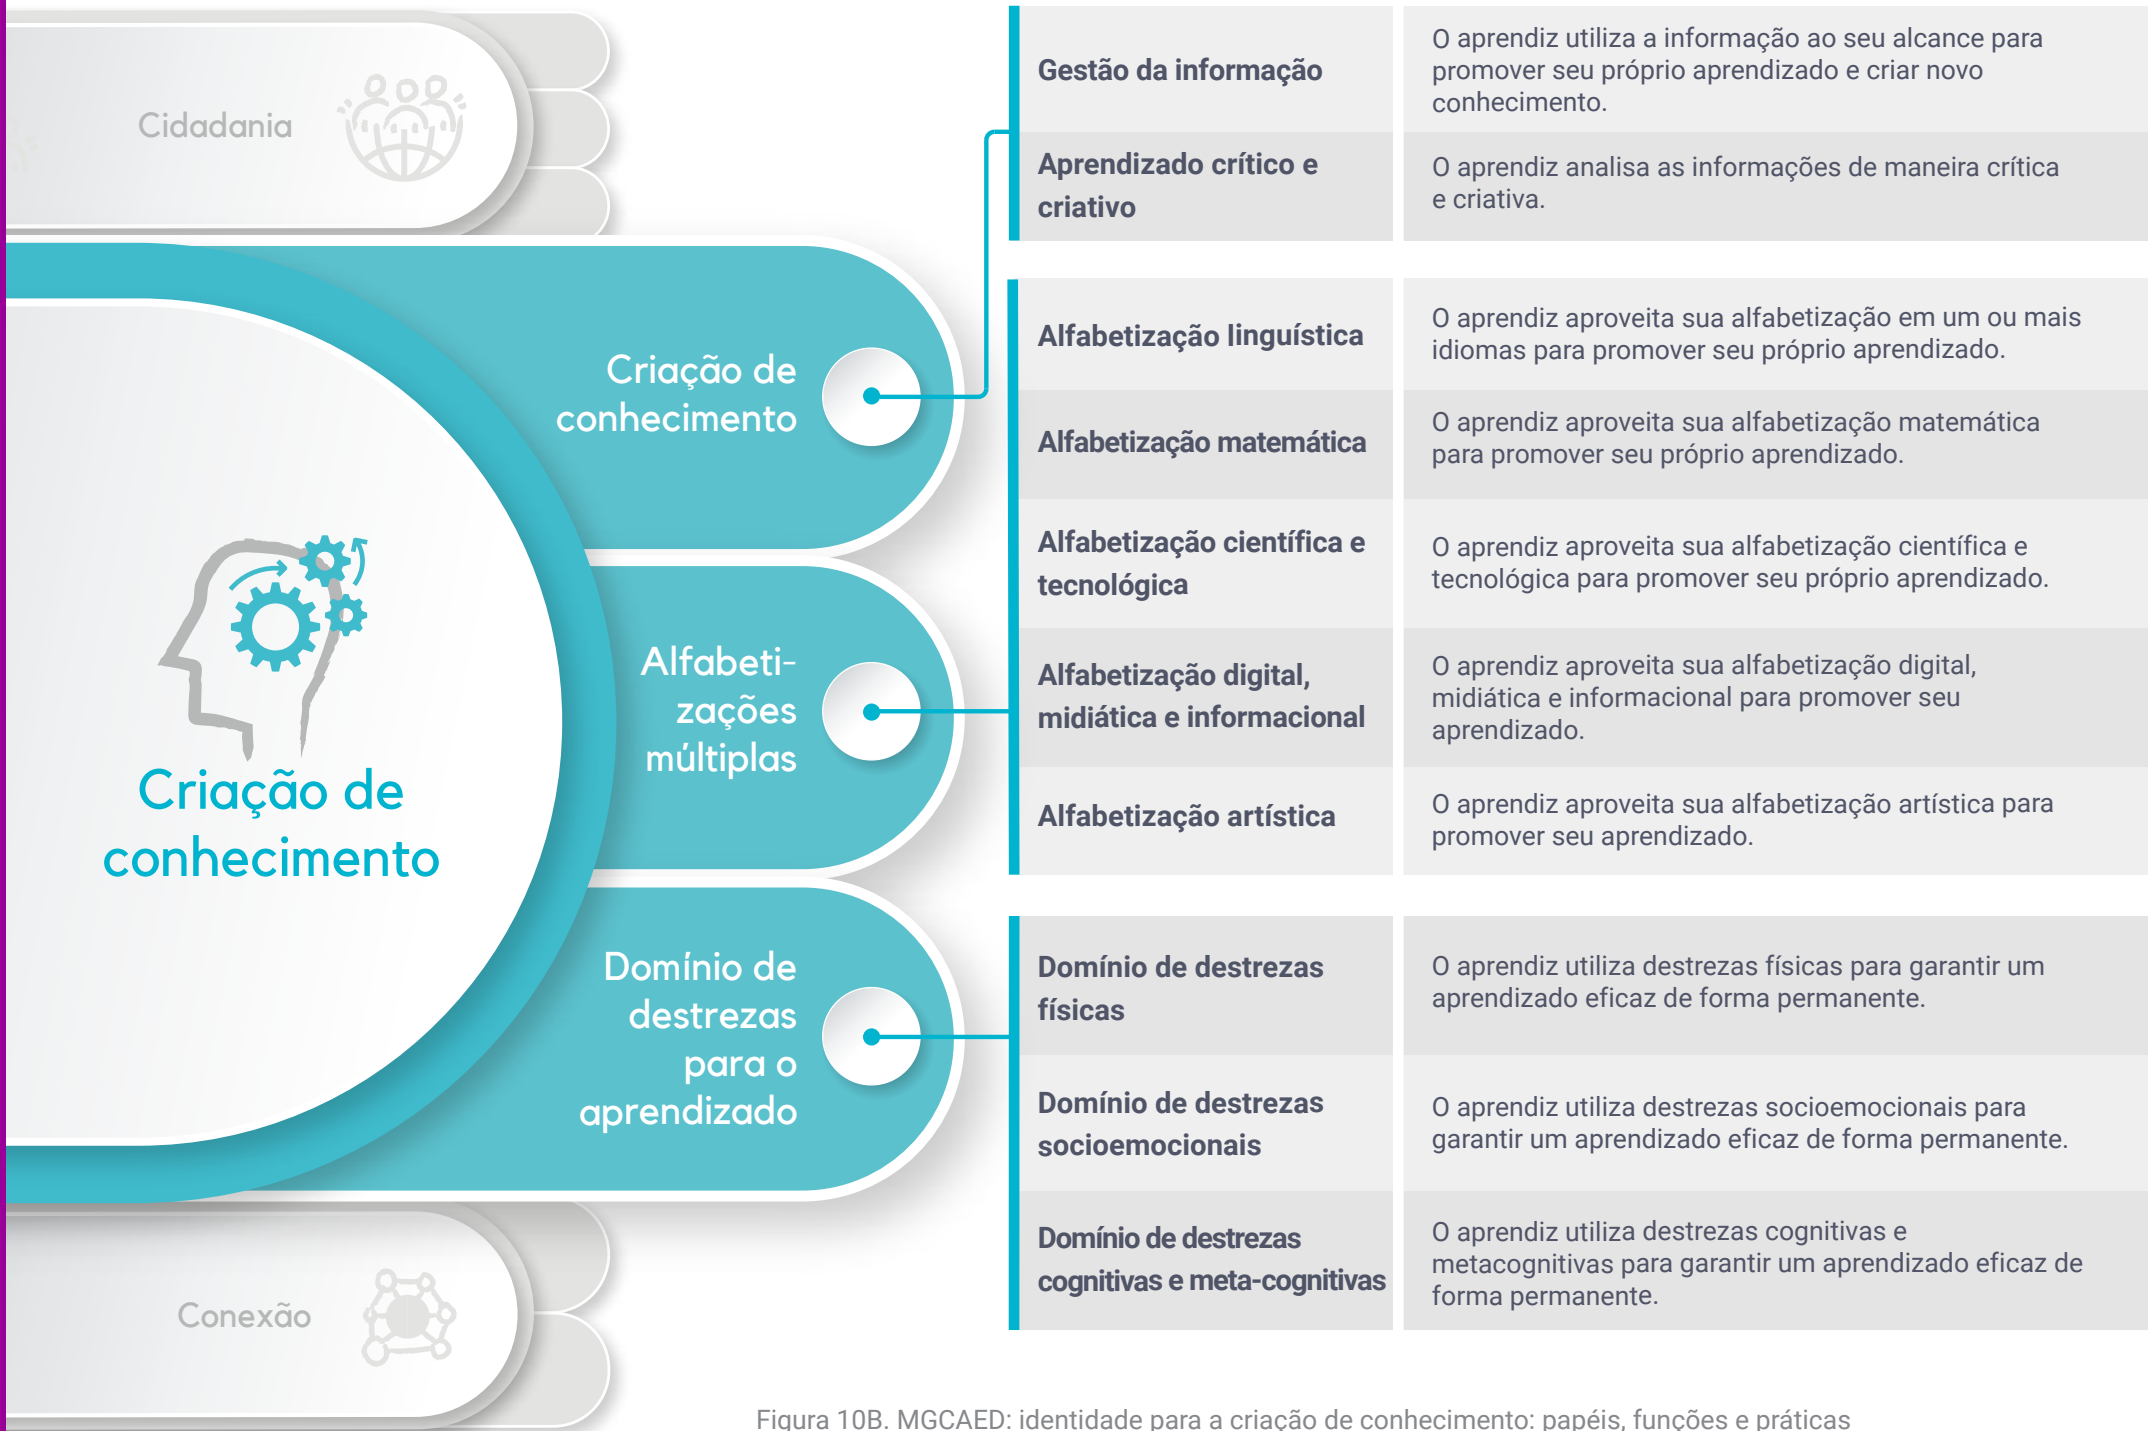 Cidadania
Criação de
conhecimento
Criação de
conhecimento
Gestão da informação
O aprendiz utiliza a informação ao seu alcance para
promover seu próprio aprendizado e criar novo
conhecimento.
Aprendizado crítico e
criativo
O aprendiz analisa as informações de maneira crítica
e criativa.
Alfabeti-
zações
múltiplas
Alfabetização linguística
O aprendiz aproveita sua alfabetização em um ou mais
idiomas para promover seu próprio aprendizado.
Alfabetização matemática
O aprendiz aproveita sua alfabetização matemática
para promover seu próprio aprendizado.
Alfabetização científica e
tecnológica
O aprendiz aproveita sua alfabetização científica e
tecnológica para promover seu próprio aprendizado.
Alfabetização digital,
midiática e informacional
O aprendiz aproveita sua alfabetização digital,
midiática e informacional para promover seu
aprendizado.
Alfabetização artística
O aprendiz aproveita sua alfabetização artística para
promover seu aprendizado.
Domínio de
destrezas
para o
aprendizado
Domínio de destrezas
físicas
O aprendiz utiliza destrezas físicas para garantir um
aprendizado eficaz de forma permanente.
Domínio de destrezas
socioemocionais
O aprendiz utiliza destrezas socioemocionais para
garantir um aprendizado eficaz de forma permanente.
Domínio de destrezas
cognitivas e meta-cognitivas
O aprendiz utiliza destrezas cognitivas e
metacognitivas para garantir um aprendizado eficaz de
forma permanente.
Conexão
Figura 10B. MGCAED: identidade para a criação de conhecimento: papéis, funções e práticas